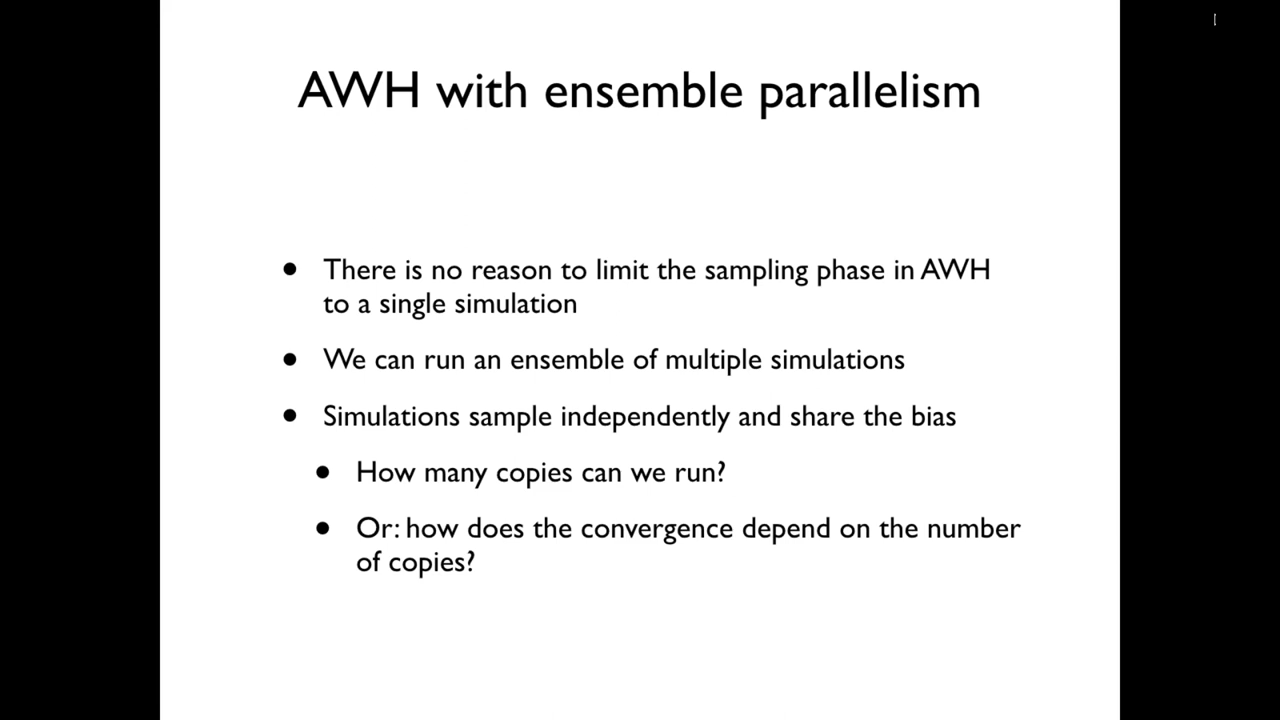 AWH with ensemble parallelism
• There is no reason to limit the sampling phase in AWH
to a single simulation
• We can run an ensemble of multiple simulations
• Simulations sample independently and share the bias
• How many copies can we run?
• Or: how does the convergence depend on the number
of copies?